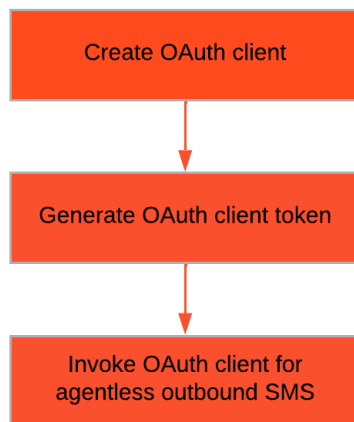 Create OAuth client
Generate OAuth client token
Invoke OAuth client for
agentless outbound SMS